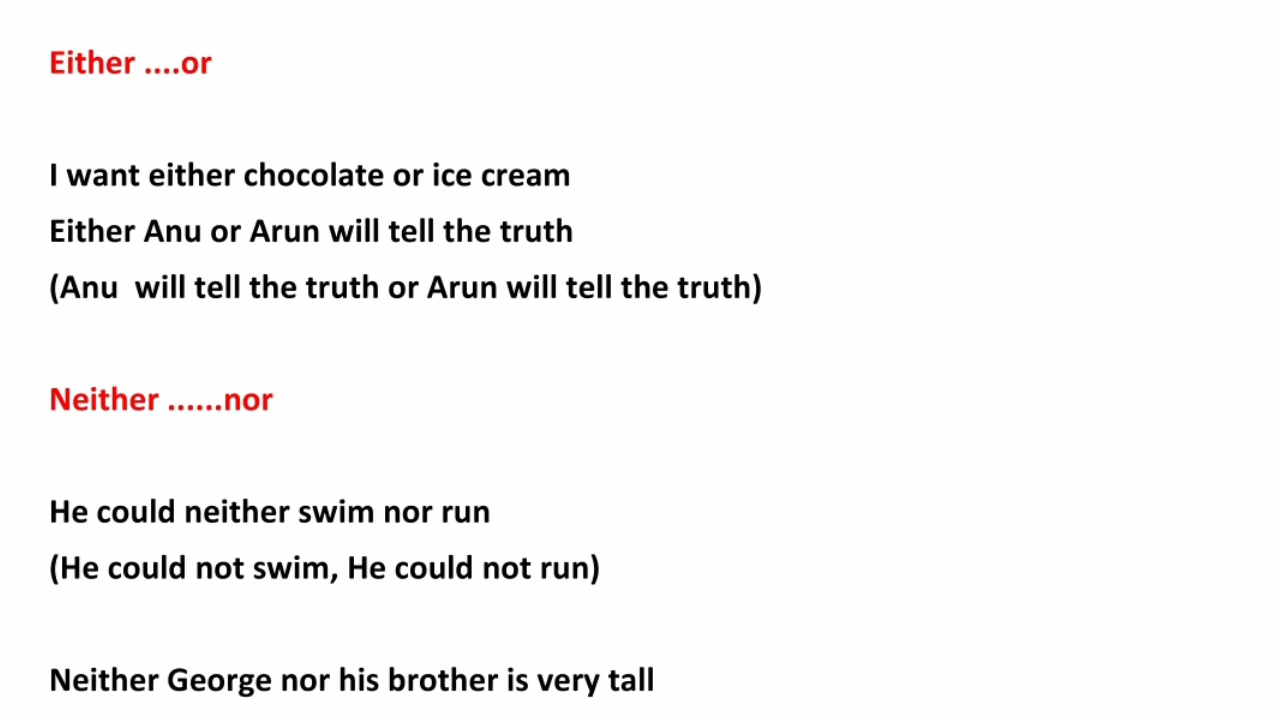 Either ....or
I want either chocolate or ice cream
Either Anu or Arun will tell the truth
(Anu  will tell the truth or Arun will tell the truth)
Neither ......nor
He could neither swim nor run
(He could not swim, He could not run)
Neither George nor his brother is very tall